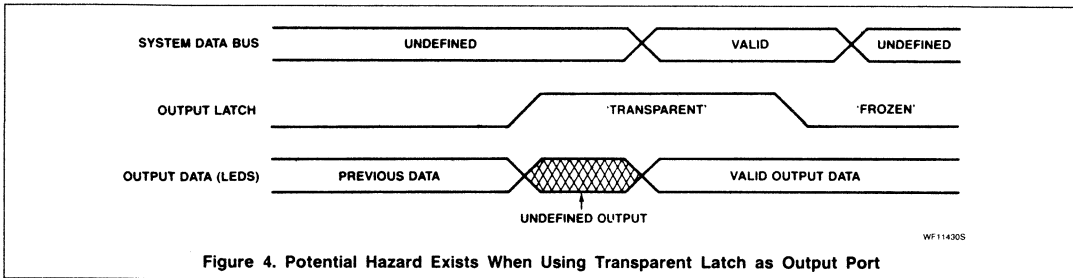 SYSTEM DATA BUS UNDEFINED VALID UNDEFINED
OUTPUT LATCH 'TRANSPARENT' 'FROZEN'
OUTPUT DATA (LEDS) PREVIOUS DATA VALID OUTPUT DATA
UNDEFINED OUTPUT
WF11430S
Figure 4. Potential Hazard Exists When Using Transparent Latch as Output Port